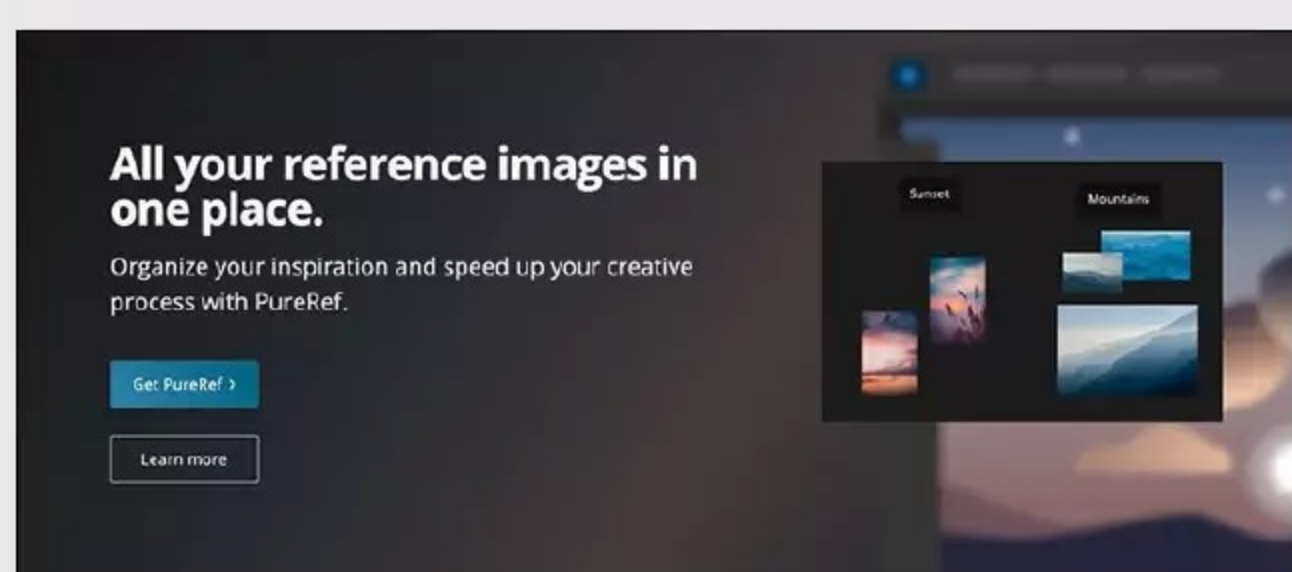 All your reference images in
one place.
Organize your inspiration and speed up your creative
process with PureRef.
Get PureRef ›
Learn more
Sunset
Mountains